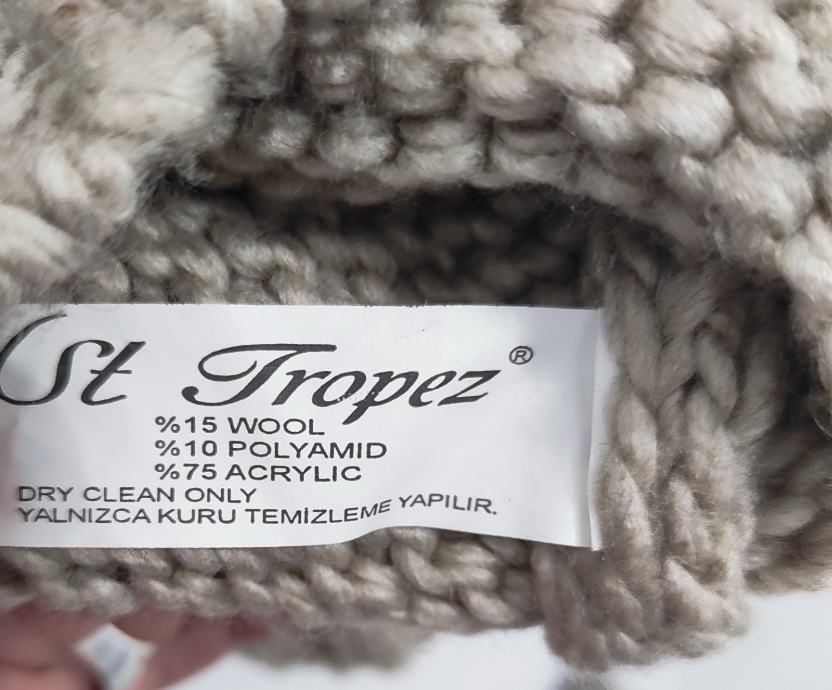 St Tropez ®
%15 WOOL
%10 POLYAMID
%75 ACRYLIC
DRY CLEAN ONLY
YALNIZCA KURU TEMİZLEME YAPILIR.